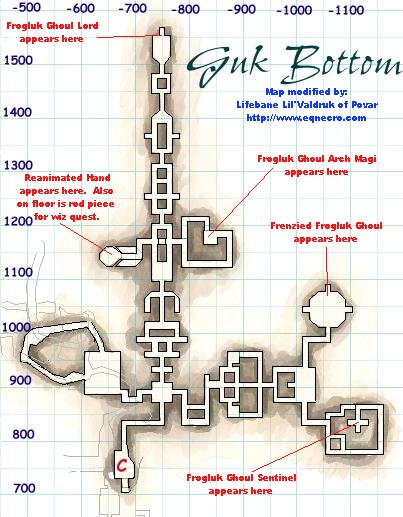 -500 -600 -700 -800 -900 -1000 -1100
Frogluk Ghoul Lord
appears here
1500
Guk Bottom
Map modified by:
Lifebane Lil'Valdruk of Povar
http://www.eqnecro.com
1400
1300
Frogluk Ghoul Arch Magi
appears here
Reanimated Hand
appears here. Also
on floor is rod piece
for wiz quest.
1200
Frenzied Frogluk Ghoul
appears here
1100
1000
900
800
C
Frogluk Ghoul Sentinel
appears here
700